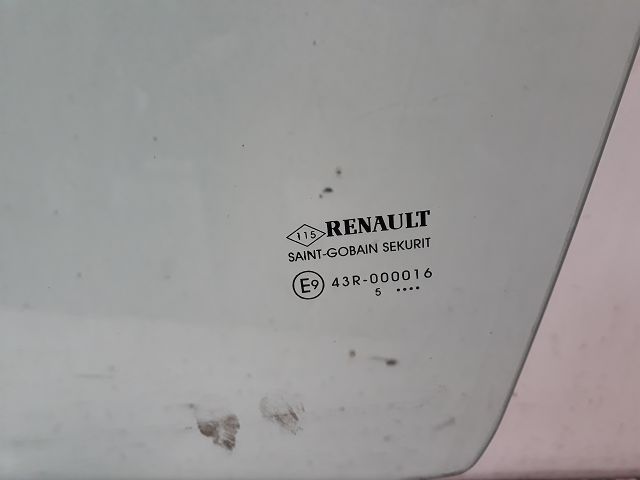 115 RENAULT
SAINT-GOBAIN SEKURIT
E9 43R-000016
5 ....